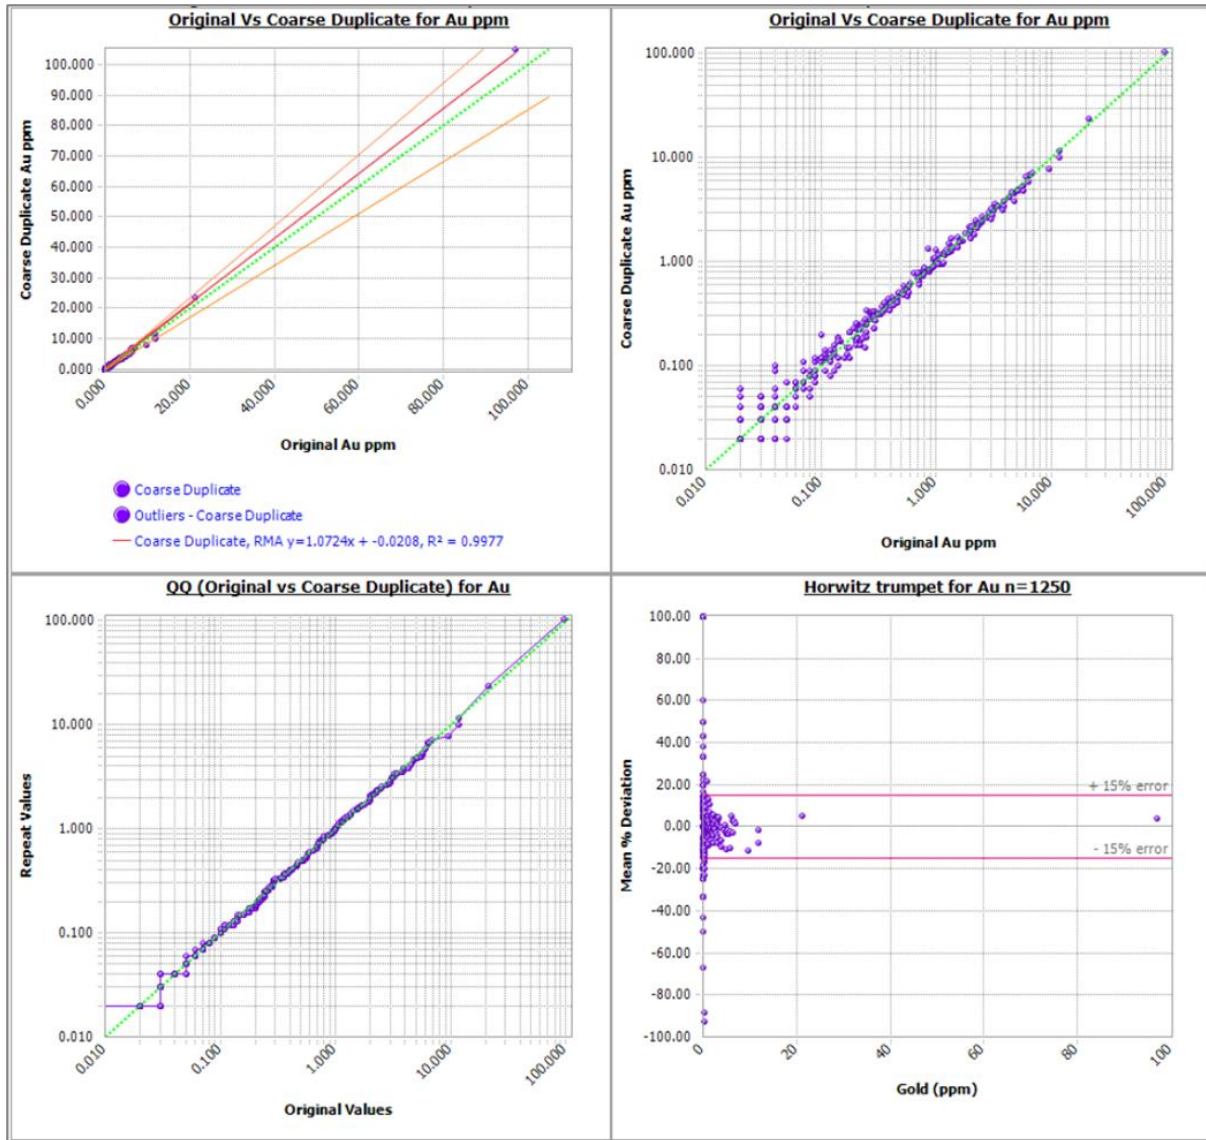 Original Vs Coarse Duplicate for Au ppm
Coarse Duplicate Au ppm
100.000
90.000
80.000
70.000
60.000
50.000
40.000
30.000
20.000
10.000
0.000
0.000 20.000 40.000 60.000 80.000 100.000
Original Au ppm
Coarse Duplicate
Outliers - Coarse Duplicate
Coarse Duplicate, RMA y=1.0724x + -0.0208, R² = 0.9977
Original Vs Coarse Duplicate for Au ppm
Coarse Duplicate Au ppm
100.000
10.000
1.000
0.100
0.010
0.010 0.100 1.000 10.000 100.000
Original Au ppm
QQ (Original vs Coarse Duplicate) for Au
Repeat Values
100.000
10.000
1.000
0.100
0.010
0.010 0.100 1.000 10.000 100.000
Original Values
Horwitz trumpet for Au n=1250
Mean % Deviation
100.00
80.00
60.00
40.00
20.00
0.00
-20.00
-40.00
-60.00
-80.00
-100.00
+ 15% error
- 15% error
0 20 40 60 80 100
Gold (ppm)